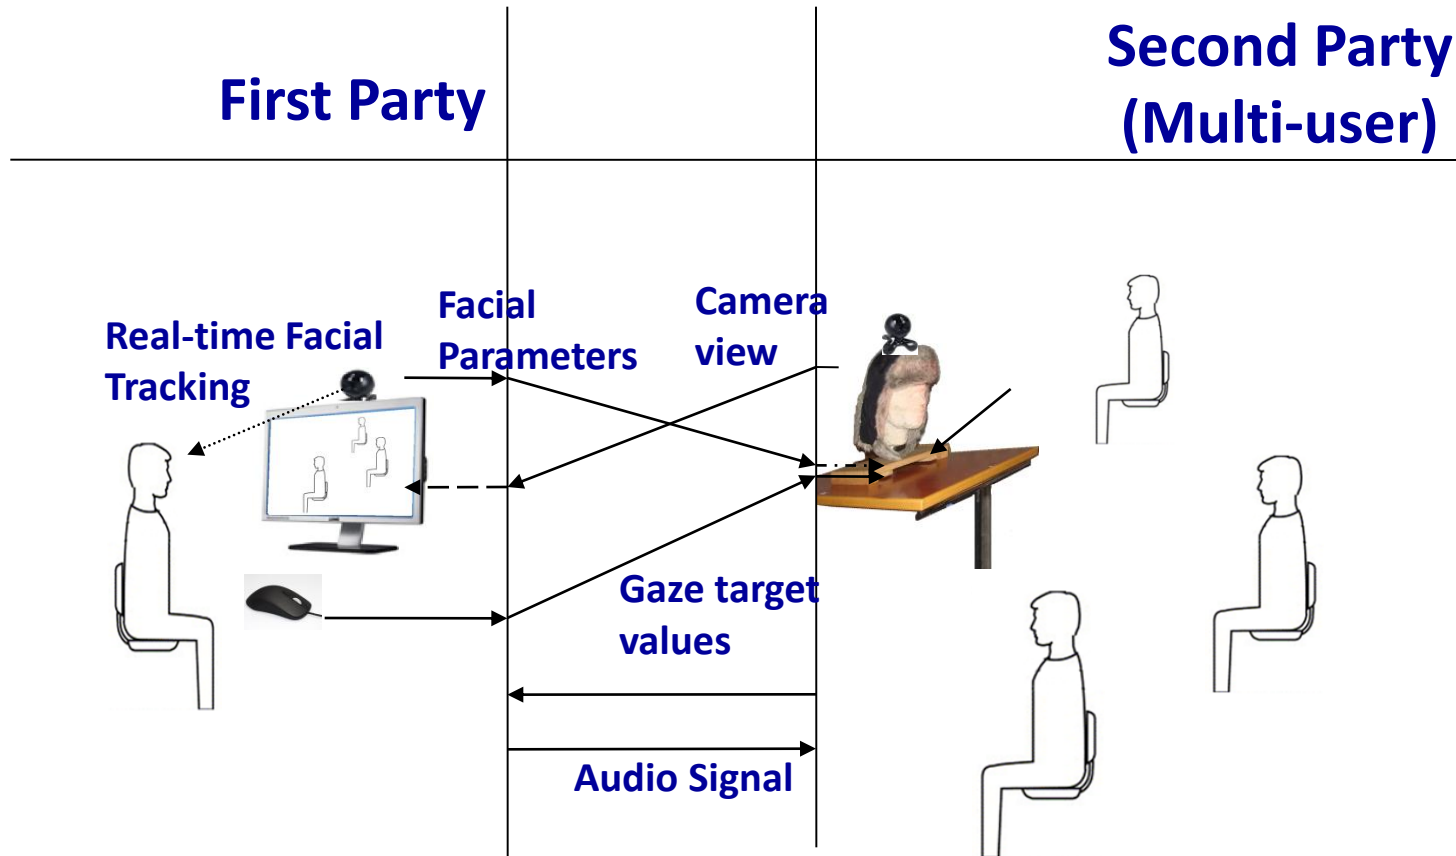 First Party
Second Party
(Multi-user)
Real-time Facial
Tracking
Facial
Parameters
Camera
view
Gaze target
values
Audio Signal